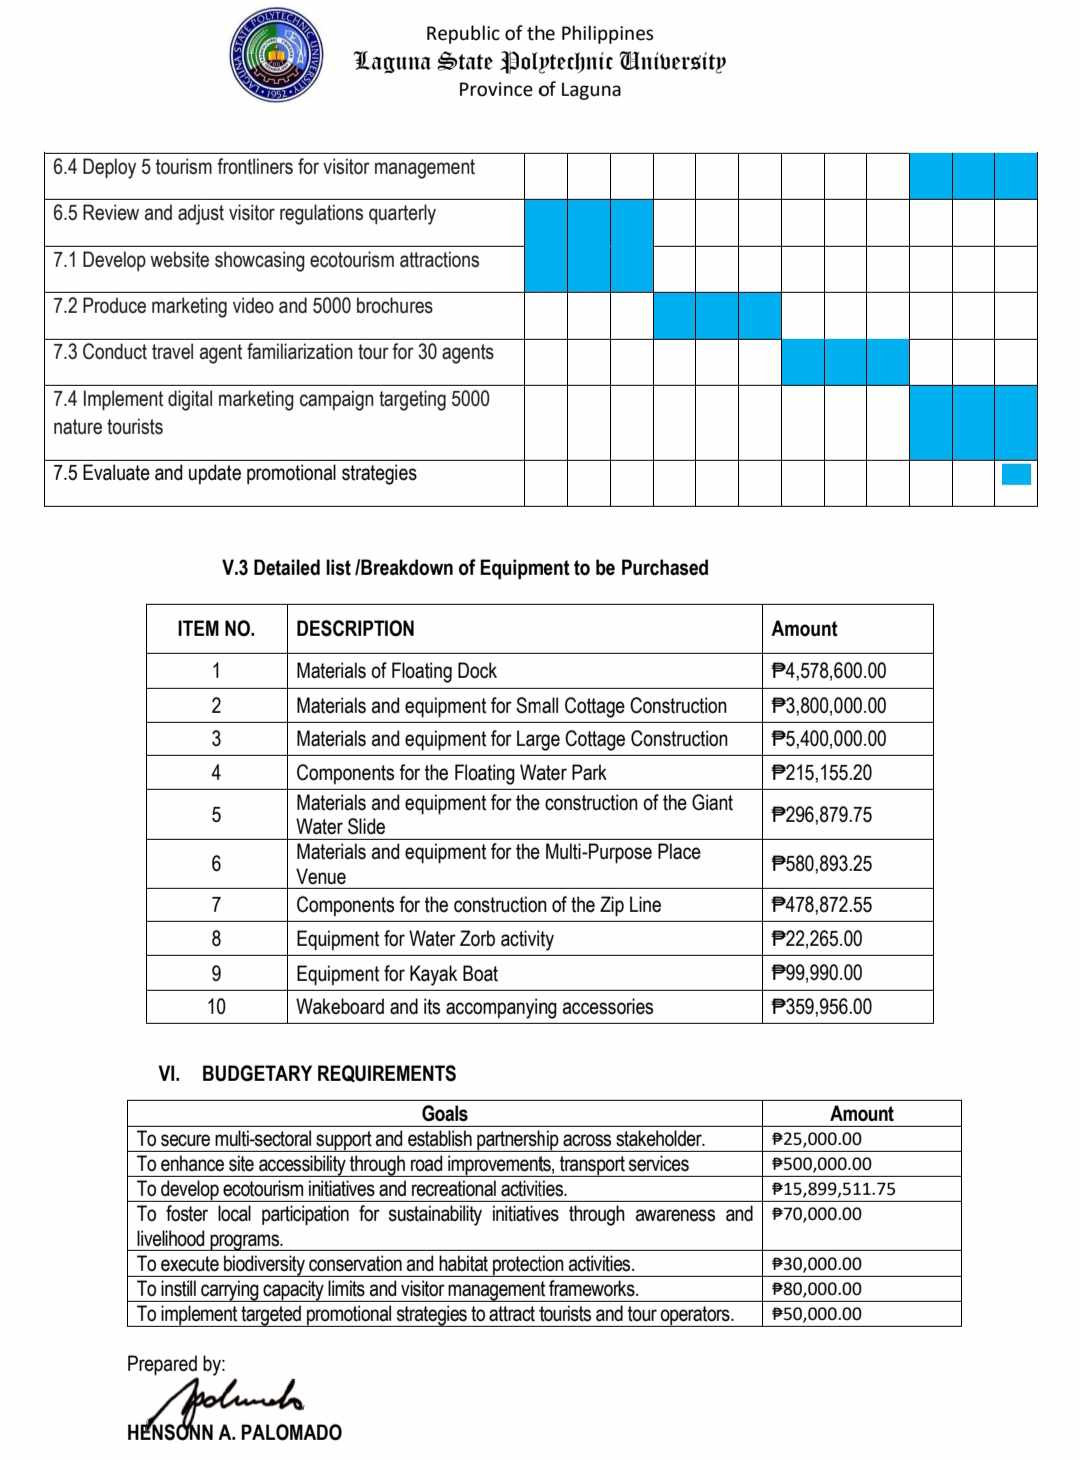 Republic of the Philippines
Laguna State Polytechnic University
Province of Laguna
LAGUNA STATE POLYTECHNIC UNIVERSITY
1952
6.4 Deploy 5 tourism frontliners for visitor management
6.5 Review and adjust visitor regulations quarterly
7.1 Develop website showcasing ecotourism attractions
7.2 Produce marketing video and 5000 brochures
7.3 Conduct travel agent familiarization tour for 30 agents
7.4 Implement digital marketing campaign targeting 5000
nature tourists
7.5 Evaluate and update promotional strategies
V.3 Detailed list /Breakdown of Equipment to be Purchased
ITEM NO. DESCRIPTION Amount
1 Materials of Floating Dock ₱4,578,600.00
2 Materials and equipment for Small Cottage Construction ₱3,800,000.00
3 Materials and equipment for Large Cottage Construction ₱5,400,000.00
4 Components for the Floating Water Park ₱215,155.20
5 Materials and equipment for the construction of the Giant
Water Slide ₱296,879.75
6 Materials and equipment for the Multi-Purpose Place
Venue ₱580,893.25
7 Components for the construction of the Zip Line ₱478,872.55
8 Equipment for Water Zorb activity ₱22,265.00
9 Equipment for Kayak Boat ₱99,990.00
10 Wakeboard and its accompanying accessories ₱359,956.00
VI. BUDGETARY REQUIREMENTS
Goals Amount
To secure multi-sectoral support and establish partnership across stakeholder. ₱25,000.00
To enhance site accessibility through road improvements, transport services ₱500,000.00
To develop ecotourism initiatives and recreational activities. ₱15,899,511.75
To foster local participation for sustainability initiatives through awareness and ₱70,000.00
livelihood programs.
To execute biodiversity conservation and habitat protection activities. ₱30,000.00
To instill carrying capacity limits and visitor management frameworks. ₱80,000.00
To implement targeted promotional strategies to attract tourists and tour operators. ₱50,000.00
Prepared by:
HENSONN A. PALOMADO